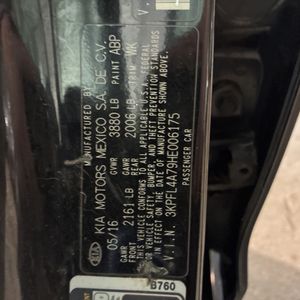 MANUFACTURED BY
KIA MOTORS MEXICO S.A. DE C.V.
05/16 3880 LB PAINT ABP
GVWR
2161 LB 2006 LB TRIM WK
GAWR FRONT GAWR REAR
THIS VEHICLE CONFORMS TO ALL APPLICABLE U.S.A. FEDERAL
MOTOR VEHICLE SAFETY, BUMPER, AND THEFT PREVENTION STANDARDS
IN EFFECT ON THE DATE OF MANUFACTURE SHOWN ABOVE.
V.I.N. 3KPFL4A79HE006175
PASSENGER CAR
KIA
B760
V.